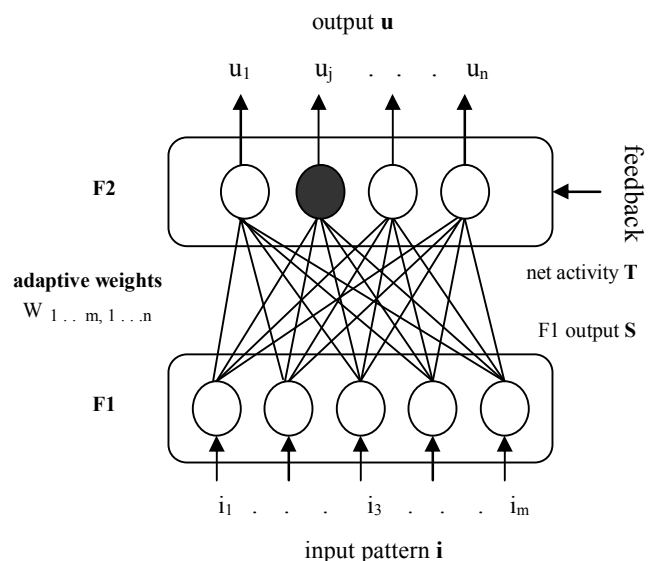 output u
u1 uj . . . un
F2
feedback
adaptive weights
W 1 . . m, 1 . . .n
net activity T
F1 output S
F1
i1 . . . i3 . . . im
input pattern i